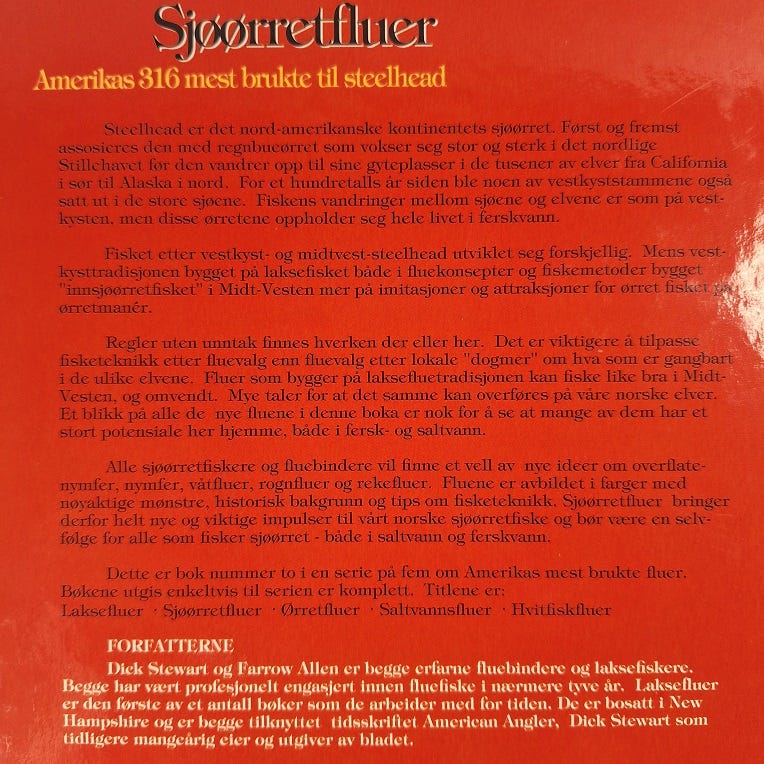 Sjøørretfluer
Amerikas 316 mest brukte til steelhead
Steelhead er det nord-amerikanske kontinentets sjøørret. Først og fremst
assosieres den med regnbueørret som vokser seg stor og sterk i det nordlige
Stillehavet før den vandrer opp til sine gyteplasser i de tusener av elver fra California
i sør til Alaska i nord. For et hundretalls år siden ble noen av vestkyststammene også
satt ut i de store sjøene. Fiskens vandringer mellom sjøene og elvene er som på vest-
kysten, men disse ørretene oppholder seg hele livet i ferskvann.
Fisket etter vestkyst- og midtvest-steelhead utviklet seg forskjellig. Mens vest-
kysttradisjonen bygget på laksefisket både i fluekonsepter og fiskemetoder bygget
"innsjøørretfisket" i Midt-Vesten mer på imitasjoner og attraksjoner for ørret fisket på
ørretmanér.
Regler uten unntak finnes hverken der eller her. Det er viktigere å tilpasse
fisketeknikk etter fluevalg enn fluevalg etter lokale "dogmer" om hva som er gangbart
i de ulike elvene. Fluer som bygger på laksefluetradisjonen kan fiske like bra i Midt-
Vesten, og omvendt. Mye taler for at det samme kan overføres på våre norske elver.
Et blikk på alle de nye fluene i denne boka er nok for å se at mange av dem har et
stort potensiale her hjemme, både i fersk- og saltvann.
Alle sjøørretfiskere og fluebindere vil finne et vell av nye ideer om overflate-
nymfer, nymfer, våtfluer, rognfluer og rekefluer. Fluene er avbildet i farger med
nøyaktige mønstre, historisk bakgrunn og tips om fisketeknikk. Sjøørretfluer bringer
derfor helt nye og viktige impulser til vårt norske sjøørretfiske og bør være en selv-
følge for alle som fisker sjøørret - både i saltvann og ferskvann.
Dette er bok nummer to i en serie på fem om Amerikas mest brukte fluer.
Bøkene utgis enkeltvis til serien er komplett. Titlene er:
Laksefluer · Sjøørretfluer · Ørretfluer · Saltvannsfluer · Hvitfiskfluer
FORFATTERNE
Dick Stewart og Farrow Allen er begge erfarne fluebindere og laksefiskere.
Begge har vært profesjonelt engasjert innen fluefiske i nærmere tyve år. Laksefluer
er den første av et antall bøker som de arbeider med for tiden. De er bosatt i New
Hampshire og er begge tilknyttet tidsskriftet American Angler, Dick Stewart som
tidligere mangeårig eier og utgiver av bladet.